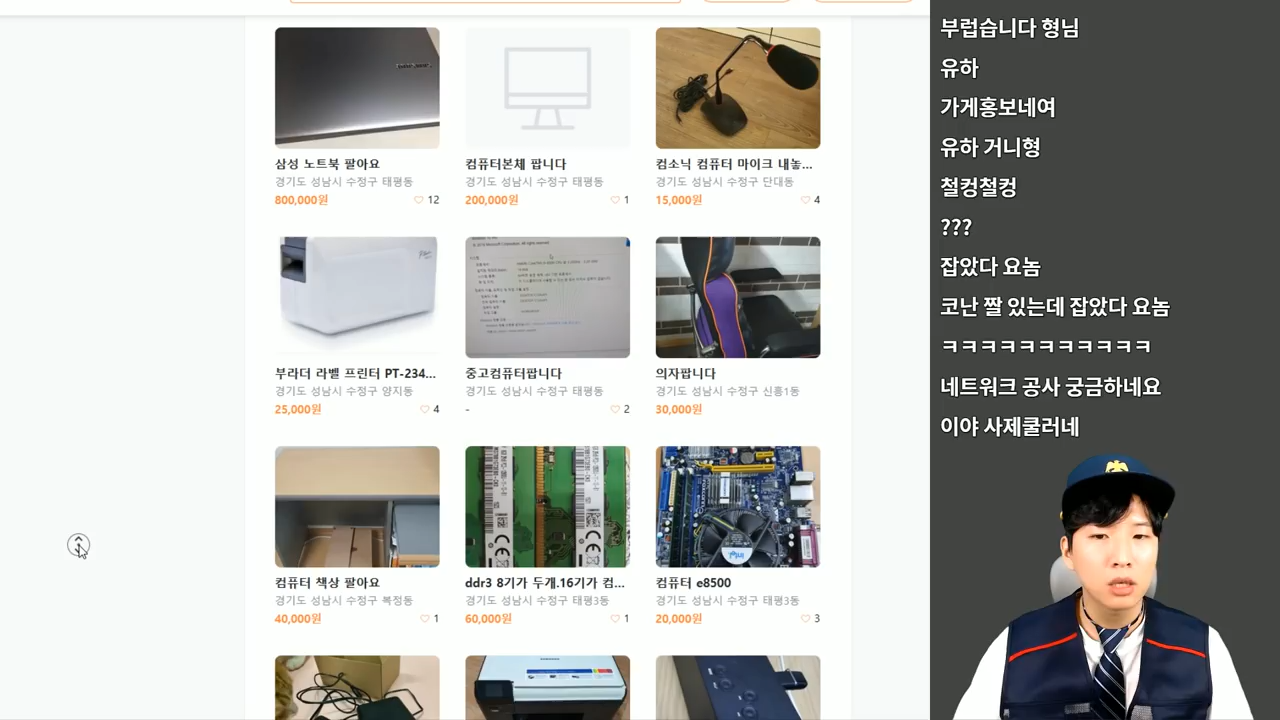 삼성 노트북 팔아요
경기도 성남시 수정구 태평동
800,000원
12
컴퓨터본체 팝니다
경기도 성남시 수정구 태평동
200,000원
1
컴소닉 컴퓨터 마이크 내놓...
경기도 성남시 수정구 단대동
15,000원
4
부라더 라벨 프린터 PT-234...
경기도 성남시 수정구 양지동
25,000원
4
중고컴퓨터팝니다
경기도 성남시 수정구 태평동
-
2
의자팝니다
경기도 성남시 수정구 신흥1동
30,000원
컴퓨터 책상 팔아요
경기도 성남시 수정구 복정동
40,000원
1
ddr3 8기가 두개.16기가 컴...
경기도 성남시 수정구 태평3동
60,000원
1
intel
컴퓨터 e8500
경기도 성남시 수정구 태평3동
20,000원
3
부럽습니다 형님
유하
가게홍보네여
유하 거니형
철컹철컹
???
잡았다 요놈
코난 짤 있는데 잡았다 요놈
ㅋㅋㅋㅋㅋㅋㅋㅋㅋㅋㅋ
네트워크 공사 궁금하네요
이야 사제쿨러네